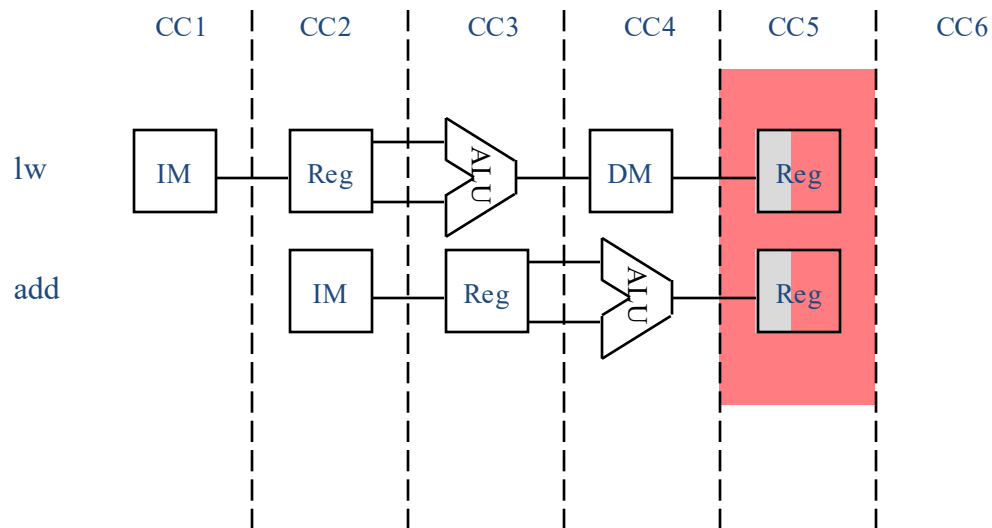 CC1 CC2 CC3 CC4 CC5 CC6
lw IM Reg ALU DM Reg
add IM Reg ALU Reg